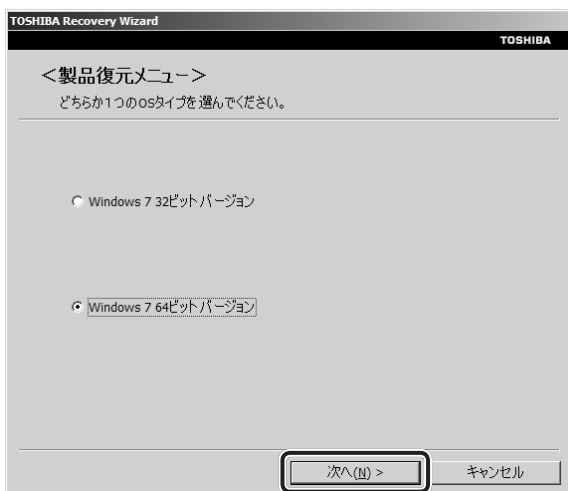 TOSHIBA Recovery Wizard
TOSHIBA
＜製品復元メニュー＞
どちらか1つのOSタイプを選んでください。
Windows 7 32ビットバージョン
Windows 7 64ビットバージョン
次へ(N) > キャンセル